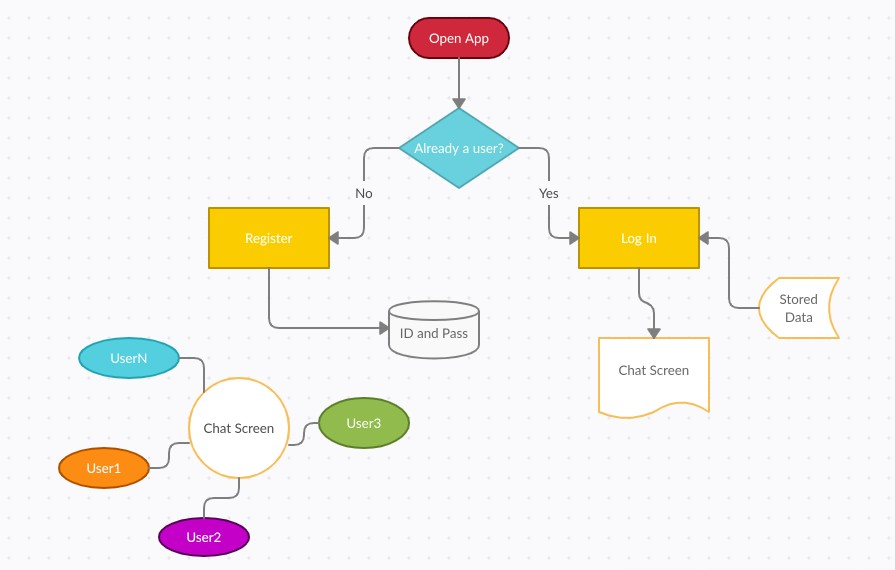 Open App
Already a user?
No
Yes
Register
Log In
Stored
Data
ID and Pass
Chat Screen
UserN
Chat Screen
User3
User1
User2